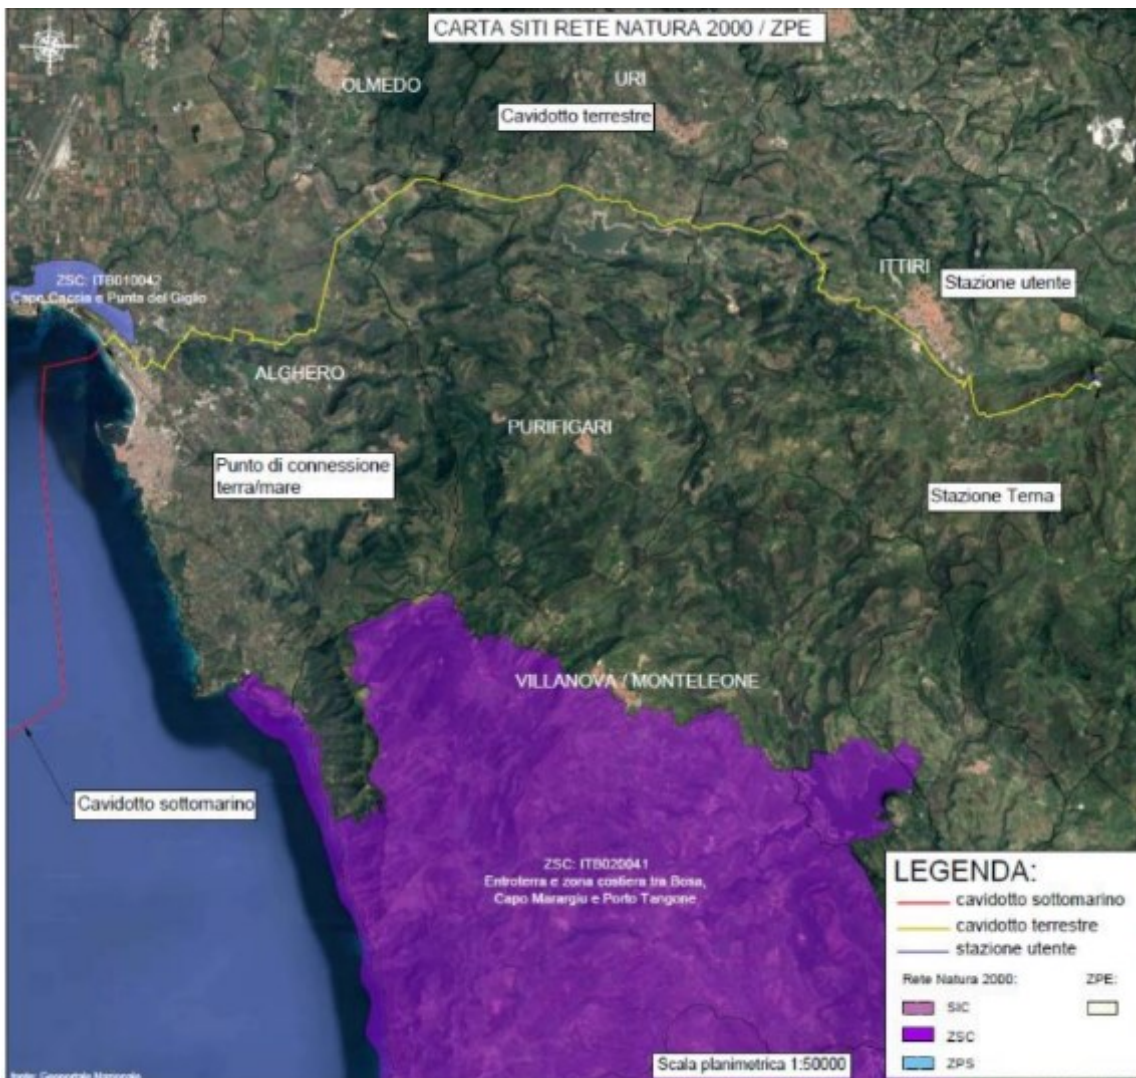 CARTA SITI RETE NATURA 2000 / ZPE
OLMEDO
URI
Cavidotto terrestre
ITTIRI
Stazione utente
ZSC: ITB010042
Capo Caccia e Punta del Giglio
ALGHERO
PURIFIGARI
Punto di connessione
terra/mare
Stazione Terna
VILLANOVA / MONTELEONE
Cavidotto sottomarino
ZSC: ITB020041
Entroterra e zona costiera tra Bosa,
Capo Marargiu e Porto Tangone
LEGENDA:
cavidotto sottomarino
cavidotto terrestre
stazione utente
Rete Natura 2000:
ZPE:
SIC
ZSC
ZPS
Scala planimetrica 1:50000
fonte: Geoportale Nazionale